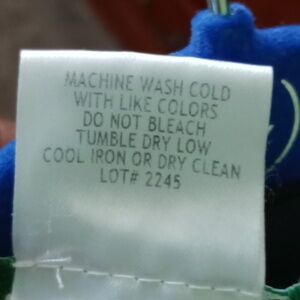 MACHINE WASH COLD
WITH LIKE COLORS
DO NOT BLEACH
TUMBLE DRY LOW
COOL IRON OR DRY CLEAN
LOT# 2245